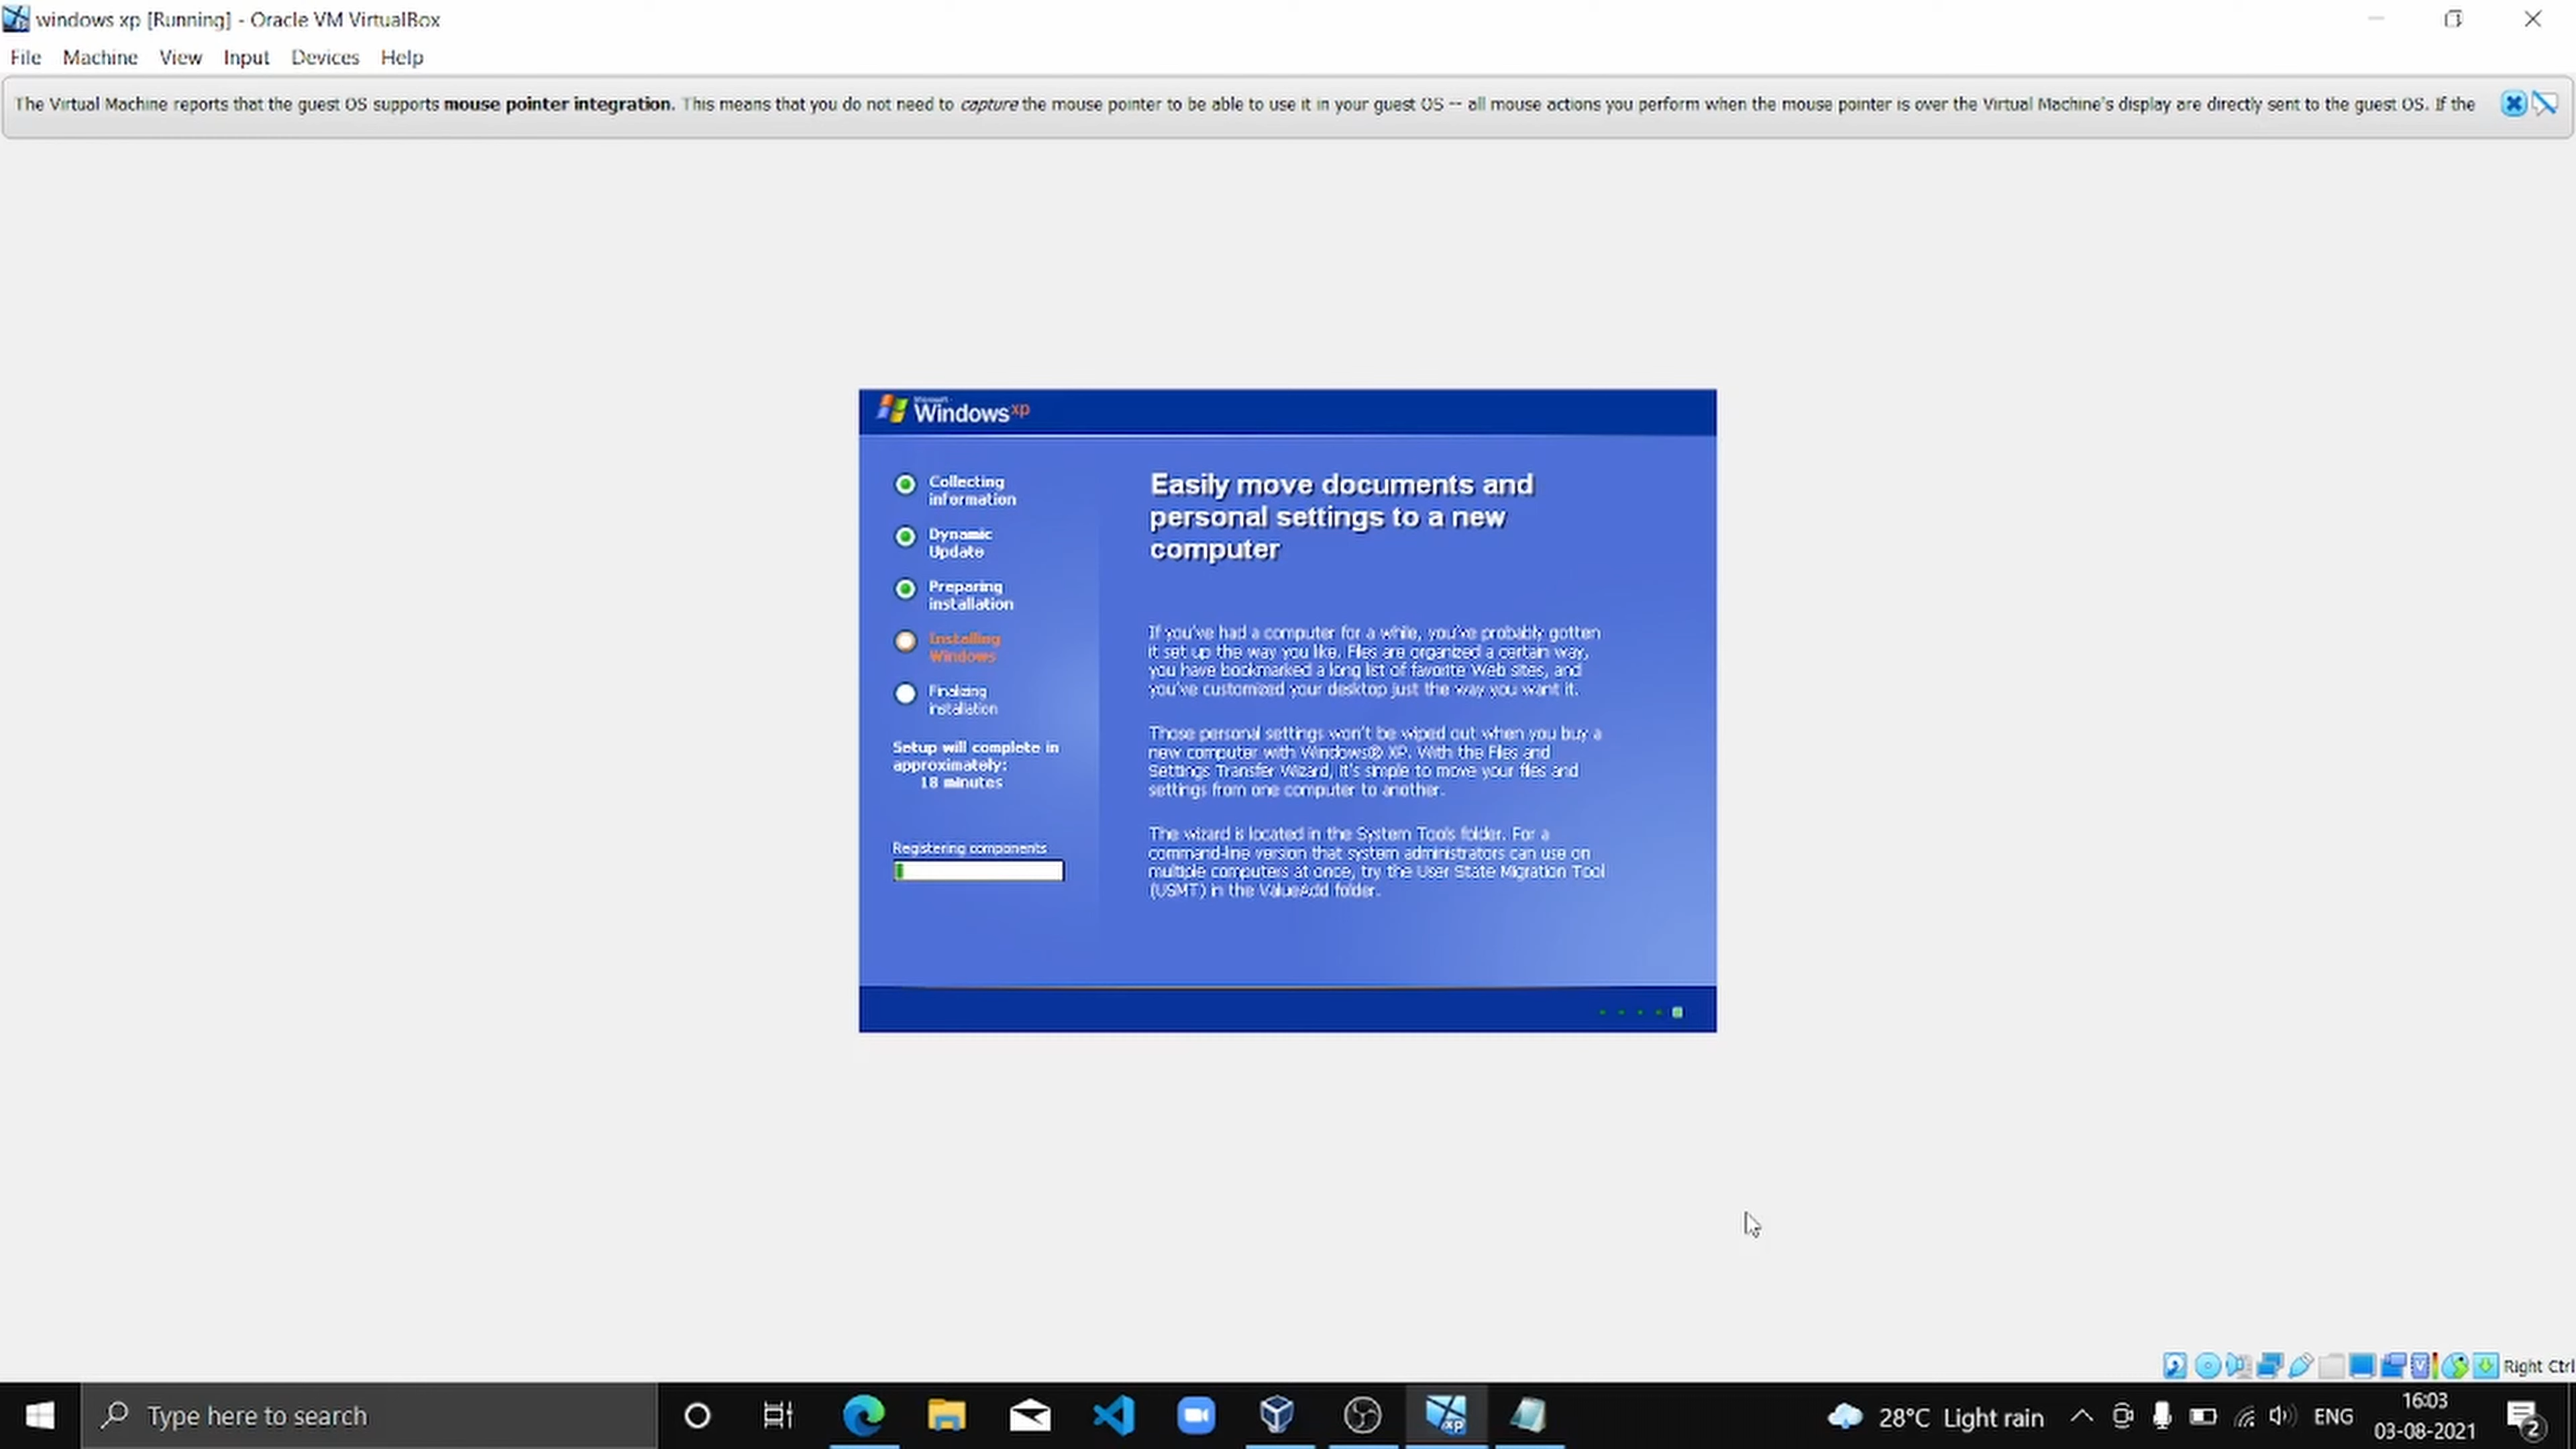 windows xp [Running] - Oracle VM VirtualBox
File Machine View Input Devices Help
The Virtual Machine reports that the guest OS supports mouse pointer integration. This means that you do not need to capture the mouse pointer to be able to use it in your guest OS -- all mouse actions you perform when the mouse pointer is over the Virtual Machine's display are directly sent to the guest OS. If the
Microsoft
Windows xp
Collecting
information
Dynamic
Update
Preparing
installation
Installing
Windows
Finalizing
installation
Setup will complete in
approximately:
18 minutes
Registering components
Easily move documents and
personal settings to a new
computer
If you've had a computer for a while, you've probably gotten
it set up the way you like. Files are organized a certain way,
you have bookmarked a long list of favorite Web sites, and
you've customized your desktop just the way you want it.
Those personal settings won't be wiped out when you buy a
new computer with Windows® XP. With the Files and
Settings Transfer Wizard, it's simple to move your files and
settings from one computer to another.
The wizard is located in the System Tools folder. For a
command-line version that system administrators can use on
multiple computers at once, try the User State Migration Tool
(USMT) in the ValueAdd folder.
Right Ctrl
Type here to search
xp
28°C Light rain
ENG
16:03
03-08-2021
2